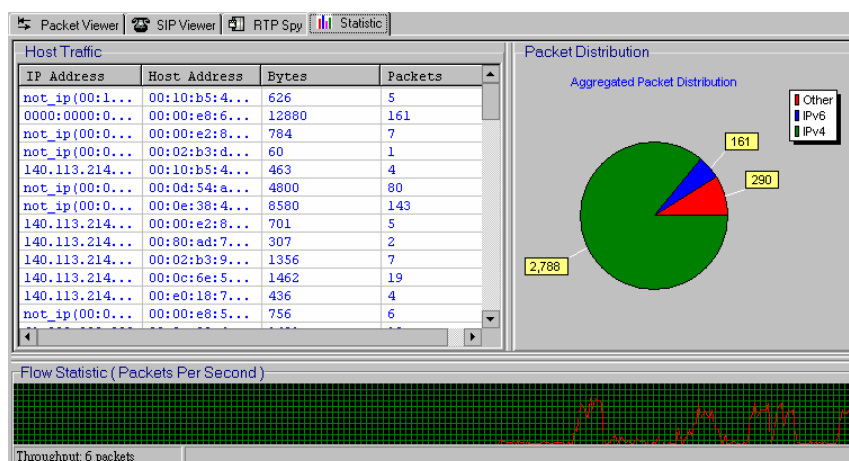 Packet Viewer SIP Viewer RTP Spy Statistic
Host Traffic
IP Address Host Address Bytes Packets
not_ip(00:1... 00:10:b5:4... 626 5
0000:0000:0... 00:00:e8:6... 12880 161
not_ip(00:0... 00:00:e2:8... 784 7
not_ip(00:0... 00:02:b3:d... 60 1
140.113.214... 00:10:b5:4... 463 4
not_ip(00:0... 00:0d:54:a... 4800 80
not_ip(00:0... 00:0e:38:4... 8580 143
140.113.214... 00:00:e2:8... 701 5
140.113.214... 00:80:ad:7... 307 2
140.113.214... 00:02:b3:9... 1356 7
140.113.214... 00:0c:6e:5... 1462 19
140.113.214... 00:e0:18:7... 436 4
not_ip(00:0... 00:00:e8:5... 756 6
Packet Distribution
Aggregated Packet Distribution
Other
IPv6
IPv4
161
290
2,788
Flow Statistic ( Packets Per Second )
Throughput: 6 packets